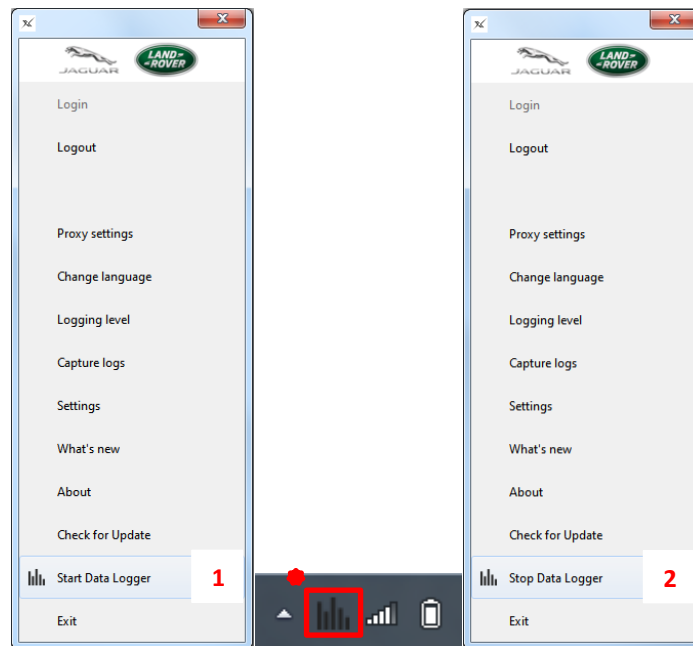 JAGUAR
LAND-
-ROVER
Login
Logout
Proxy settings
Change language
Logging level
Capture logs
Settings
What's new
About
Check for Update
Start Data Logger
1
Exit
JAGUAR
LAND-
-ROVER
Login
Logout
Proxy settings
Change language
Logging level
Capture logs
Settings
What's new
About
Check for Update
Stop Data Logger
2
Exit